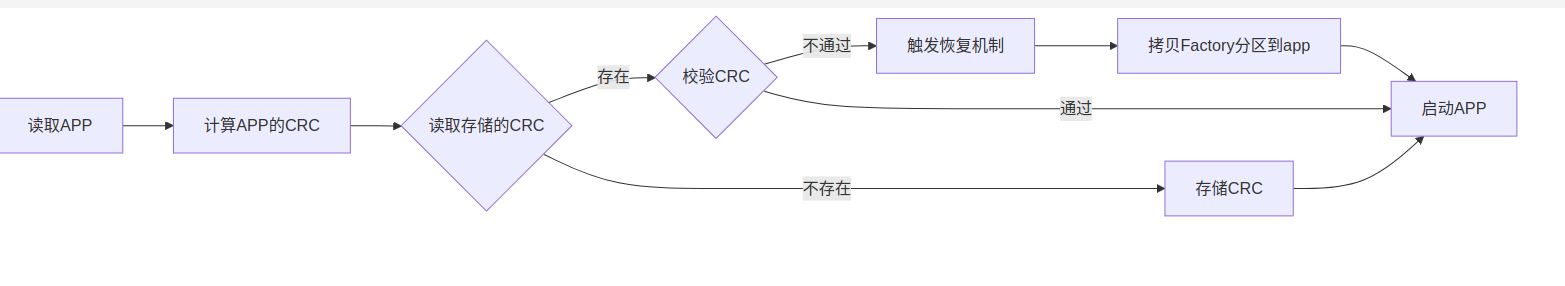 读取APP
计算APP的CRC
读取存储的CRC
存在
校验CRC
不通过
触发恢复机制
拷贝Factory分区到app
通过
启动APP
不存在
存储CRC